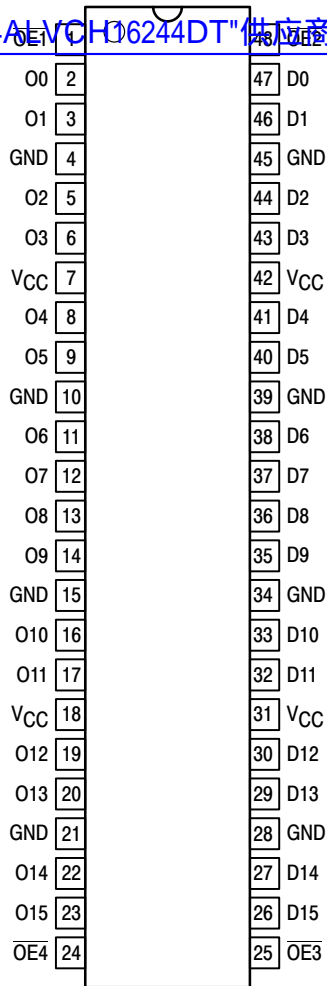 ALVCH16244DT"供应商
OE1 1 48 OE2
O0 2 47 D0
O1 3 46 D1
GND 4 45 GND
O2 5 44 D2
O3 6 43 D3
VCC 7 42 VCC
O4 8 41 D4
O5 9 40 D5
GND 10 39 GND
O6 11 38 D6
O7 12 37 D7
O8 13 36 D8
O9 14 35 D9
GND 15 34 GND
O10 16 33 D10
O11 17 32 D11
VCC 18 31 VCC
O12 19 30 D12
O13 20 29 D13
GND 21 28 GND
O14 22 27 D14
O15 23 26 D15
OE4 24 25 OE3